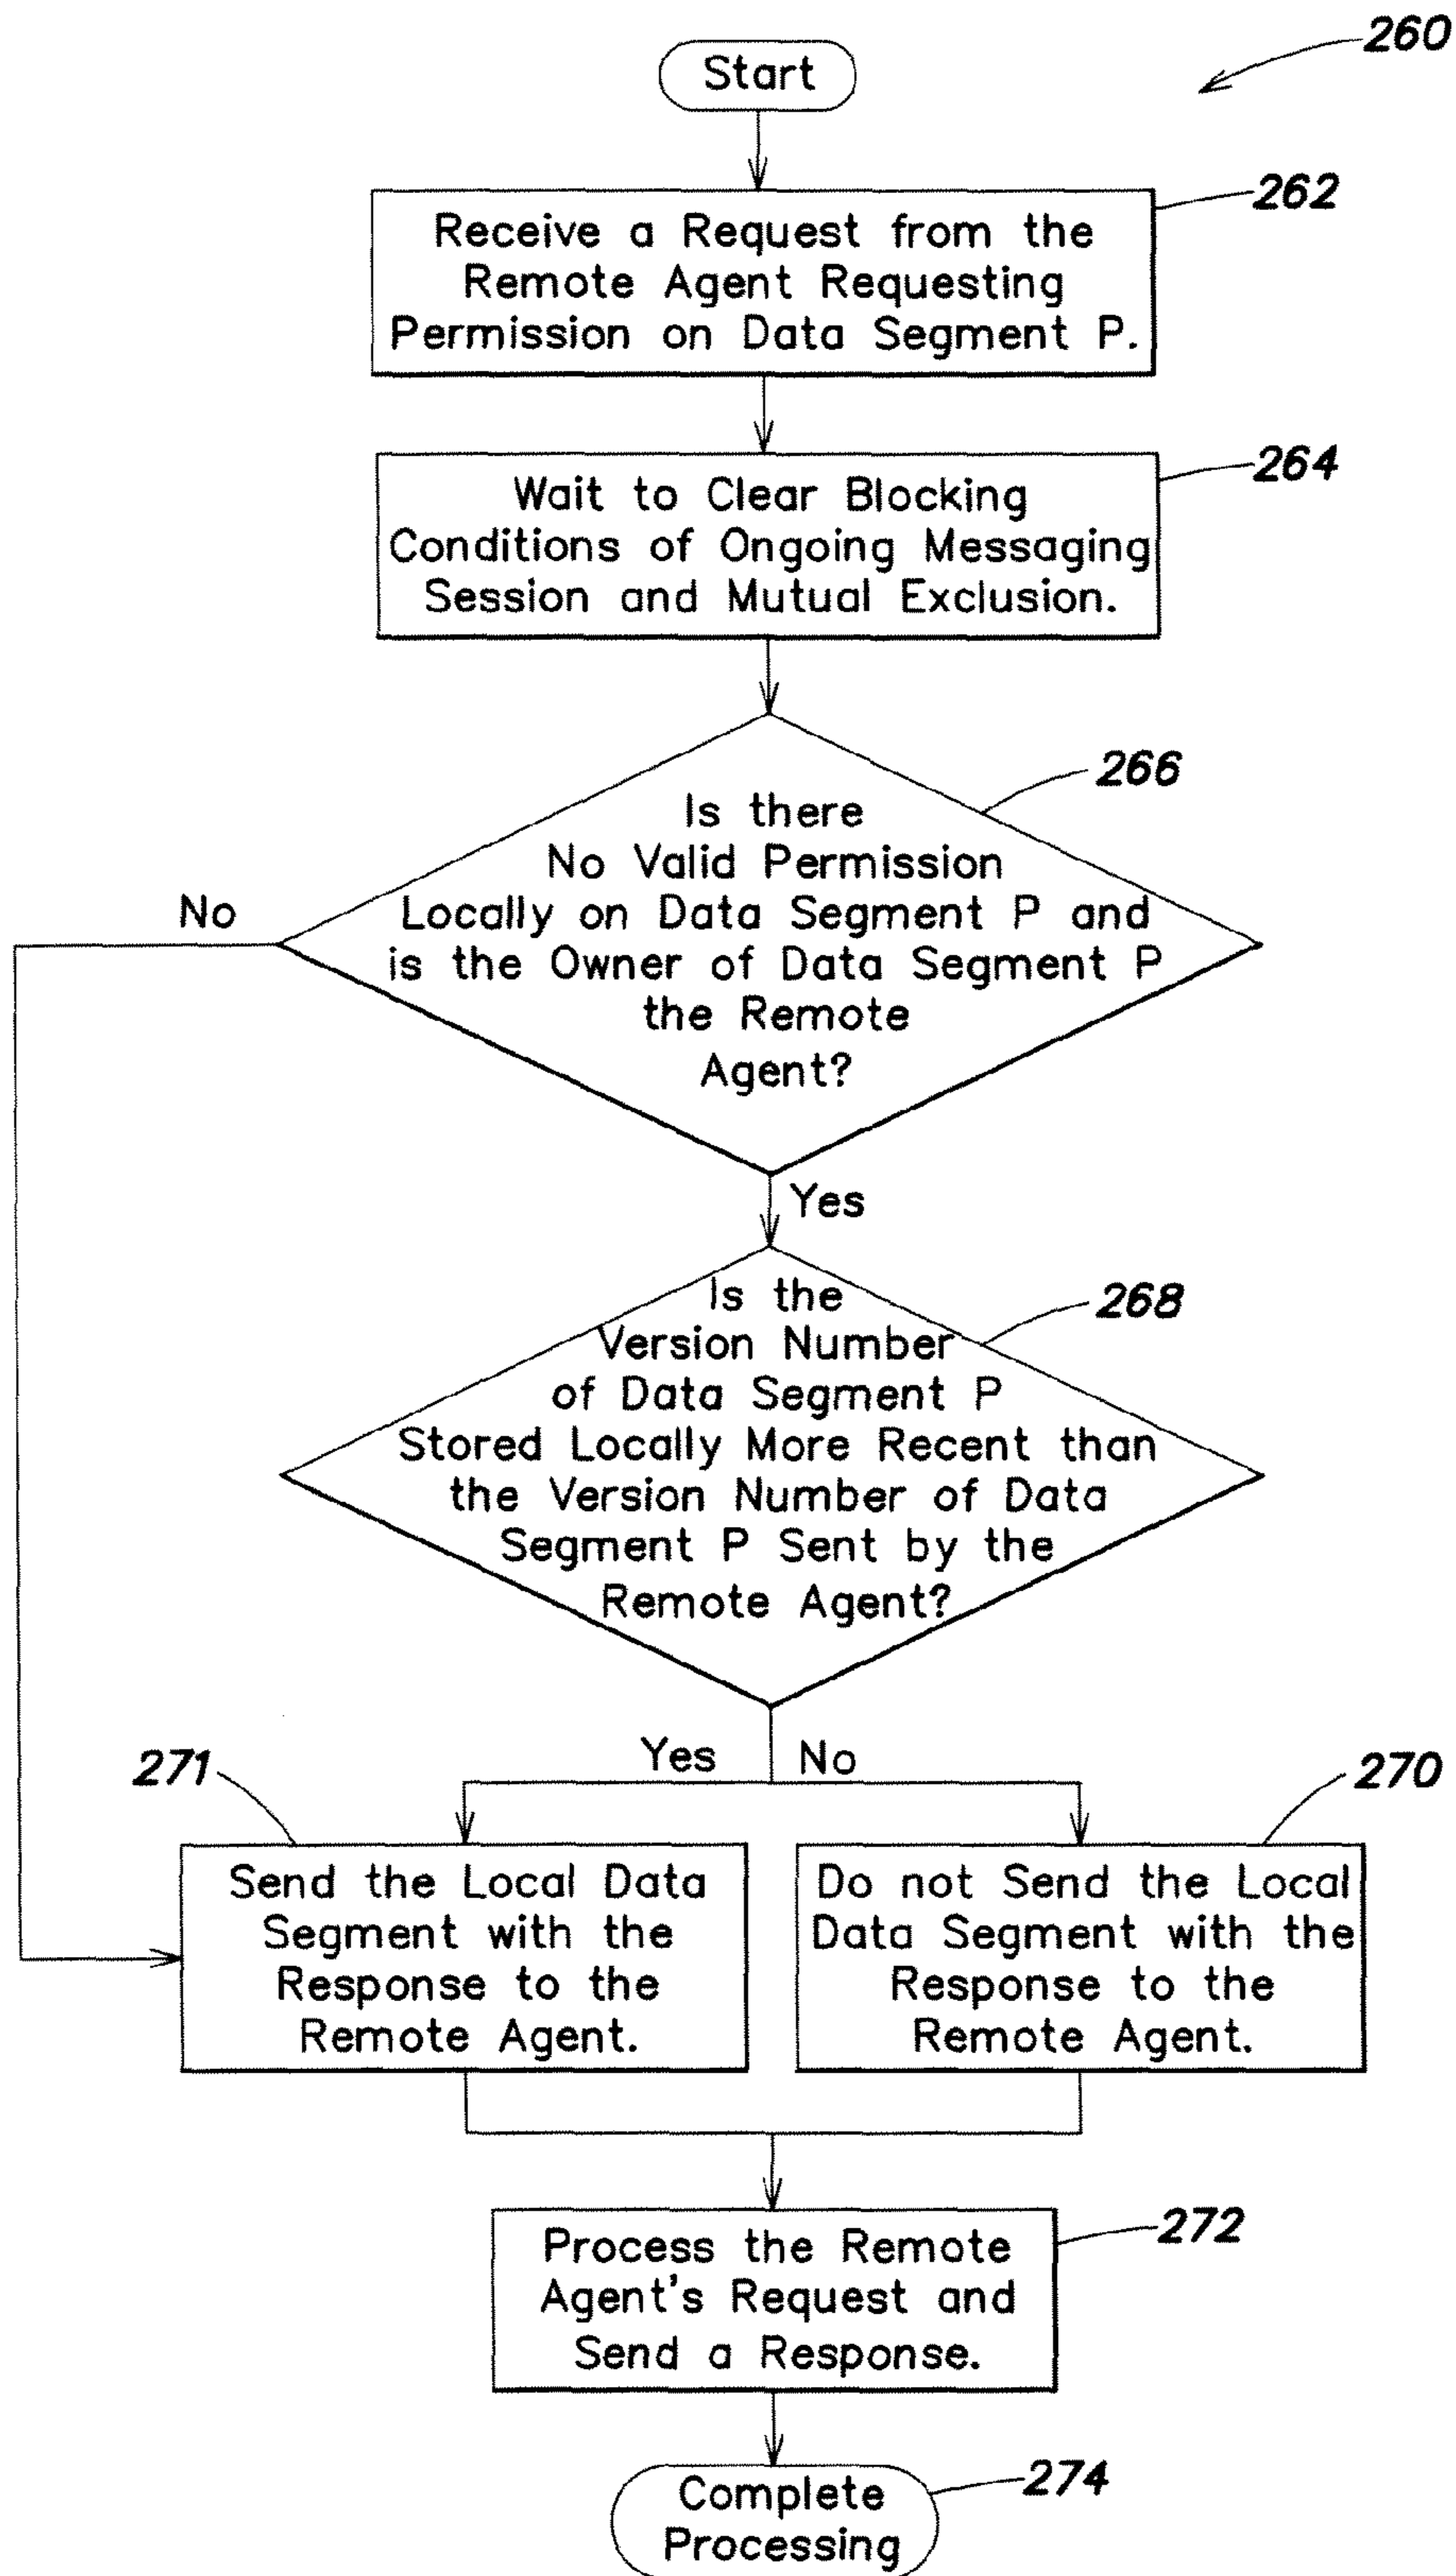 260
Start
262
Receive a Request from the
Remote Agent Requesting
Permission on Data Segment P.
264
Wait to Clear Blocking
Conditions of Ongoing Messaging
Session and Mutual Exclusion.
266
Is there
No Valid Permission
Locally on Data Segment P and
is the Owner of Data Segment P
the Remote
Agent?
No
Yes
268
Is the
Version Number
of Data Segment P
Stored Locally More Recent than
the Version Number of Data
Segment P Sent by the
Remote Agent?
Yes
No
271
Send the Local Data
Segment with the
Response to the
Remote Agent.
270
Do not Send the Local
Data Segment with the
Response to the
Remote Agent.
272
Process the Remote
Agent's Request and
Send a Response.
274
Complete
Processing